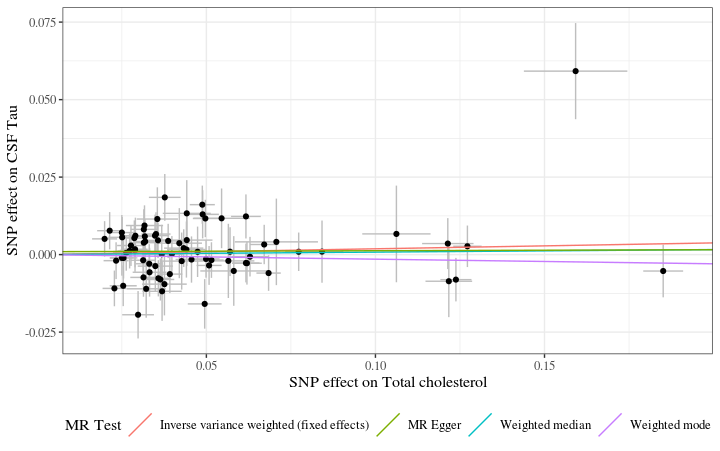 0.075
0.050
0.025
0.000
-0.025
SNP effect on CSF Tau
0.05
0.10
0.15
SNP effect on Total cholesterol
MR Test
Inverse variance weighted (fixed effects)
MR Egger
Weighted median
Weighted mode